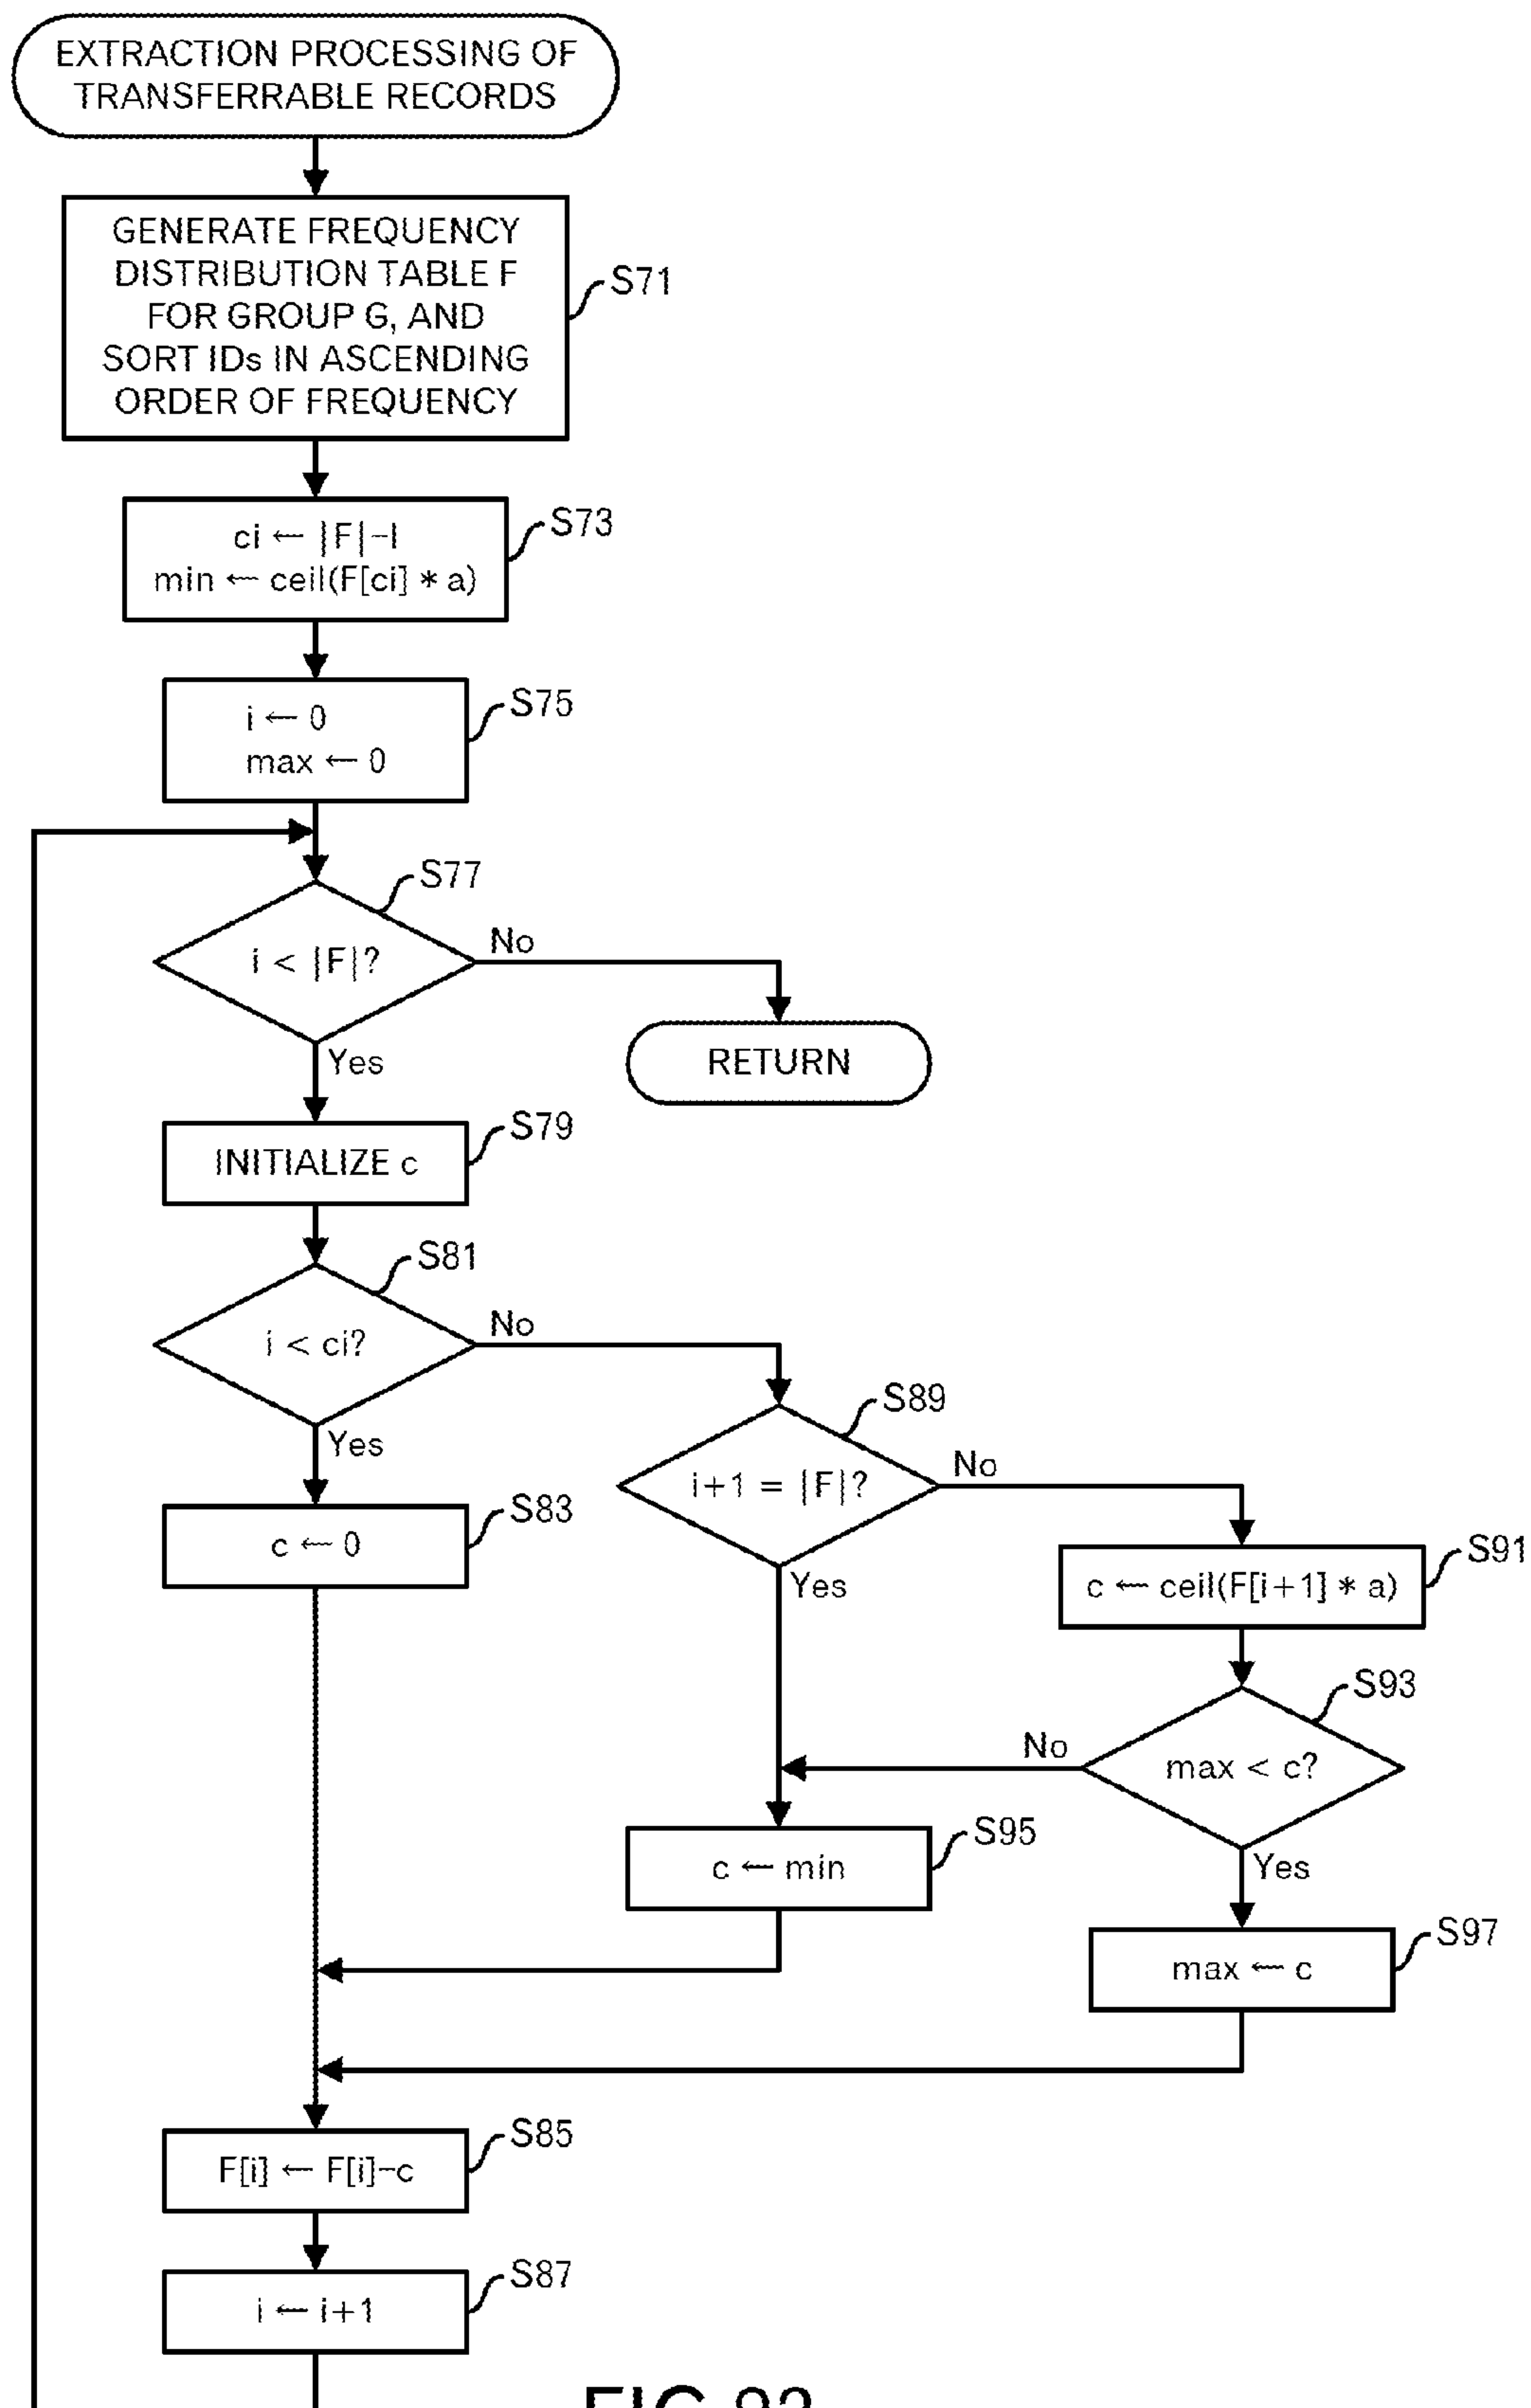 EXTRACTION PROCESSING OF
TRANSFERRABLE RECORDS
GENERATE FREQUENCY
DISTRIBUTION TABLE F
FOR GROUP G, AND
SORT IDs IN ASCENDING
ORDER OF FREQUENCY
S71
ci ← |F|-l
min ← ceil(F[ci] * a)
S73
i ← 0
max ← 0
S75
S77
i < |F|?
No
Yes
RETURN
INITIALIZE c
S79
S81
i < ci?
No
Yes
S89
i+1 = |F|?
No
Yes
c ← 0
S83
c ← ceil(F[i+1] * a)
S91
S93
max < c?
No
Yes
c ← min
S95
max ← c
S97
F[i] ← F[i]-c
S85
i ← i+1
S87